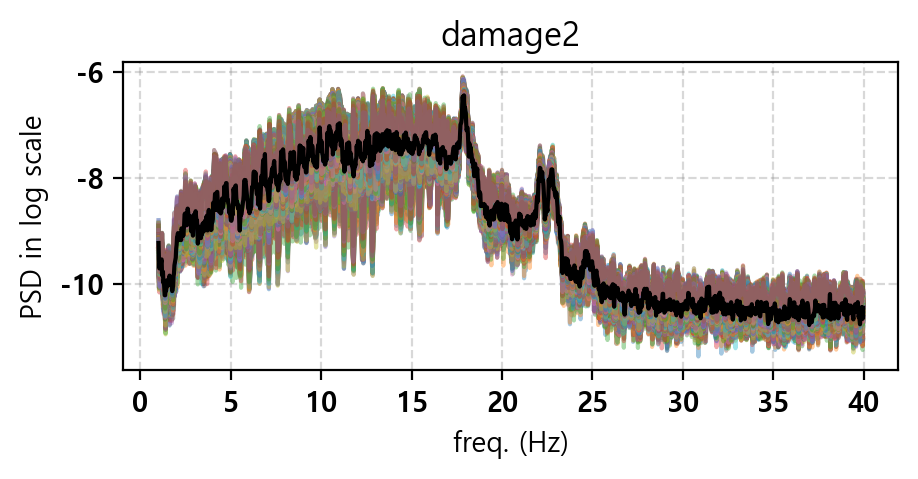 damage2
PSD in log scale
-6
-8
-10
0 5 10 15 20 25 30 35 40
freq. (Hz)